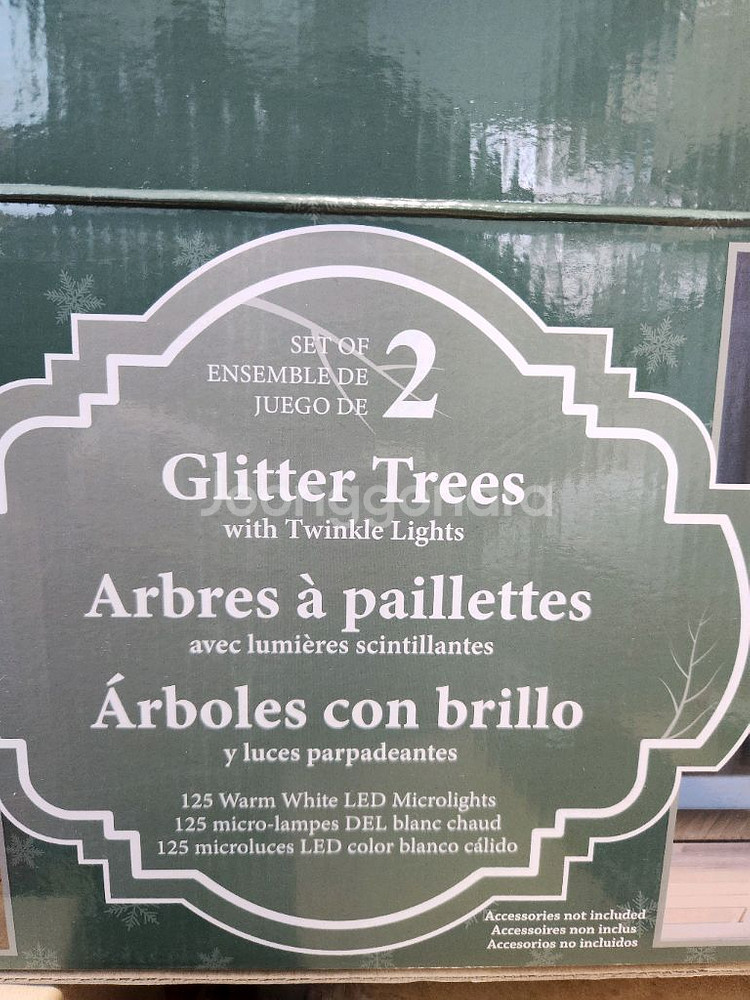 SET OF
ENSEMBLE DE
JUEGO DE
2
Glitter Trees
Joonggonara
with Twinkle Lights
Arbres à paillettes
avec lumières scintillantes
Árboles con brillo
y luces parpadeantes
125 Warm White LED Microlights
125 micro-lampes DEL blanc chaud
125 microluces LED color blanco cálido
Accessories not included
Accessoires non inclus
Accesorios no incluidos